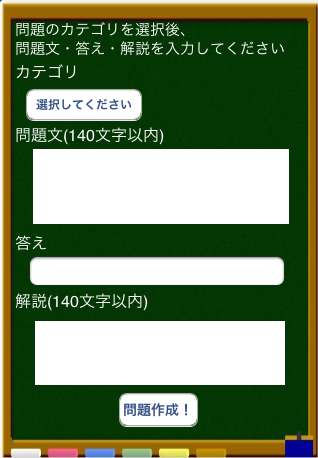 問題のカテゴリを選択後、
問題文・答え・解説を入力してください
カテゴリ
選択してください
問題文(140文字以内)
答え
解説(140文字以内)
問題作成！